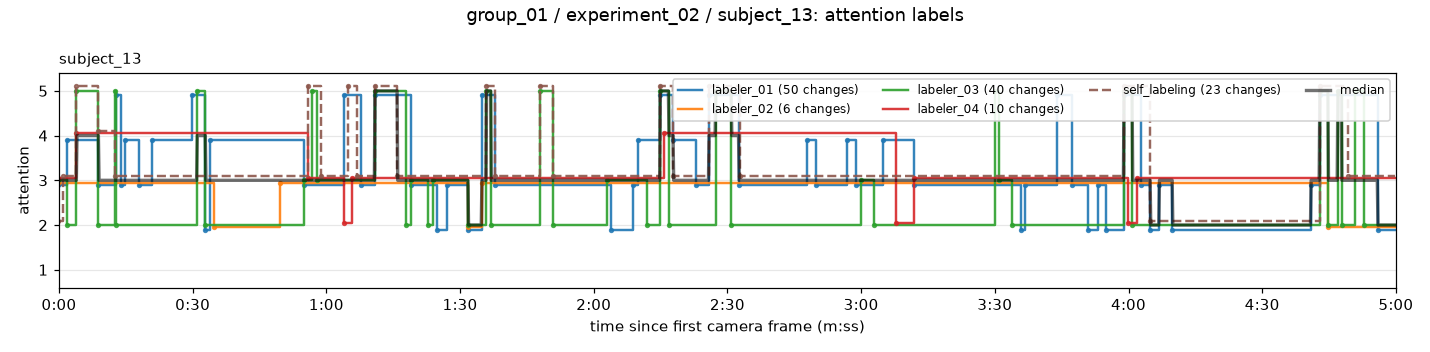 group_01 / experiment_02 / subject_13: attention labels
subject_13
labeler_01 (50 changes)
labeler_02 (6 changes)
labeler_03 (40 changes)
labeler_04 (10 changes)
self_labeling (23 changes)
median
attention
5
4
3
2
1
0:00 0:30 1:00 1:30 2:00 2:30 3:00 3:30 4:00 4:30 5:00
time since first camera frame (m:ss)